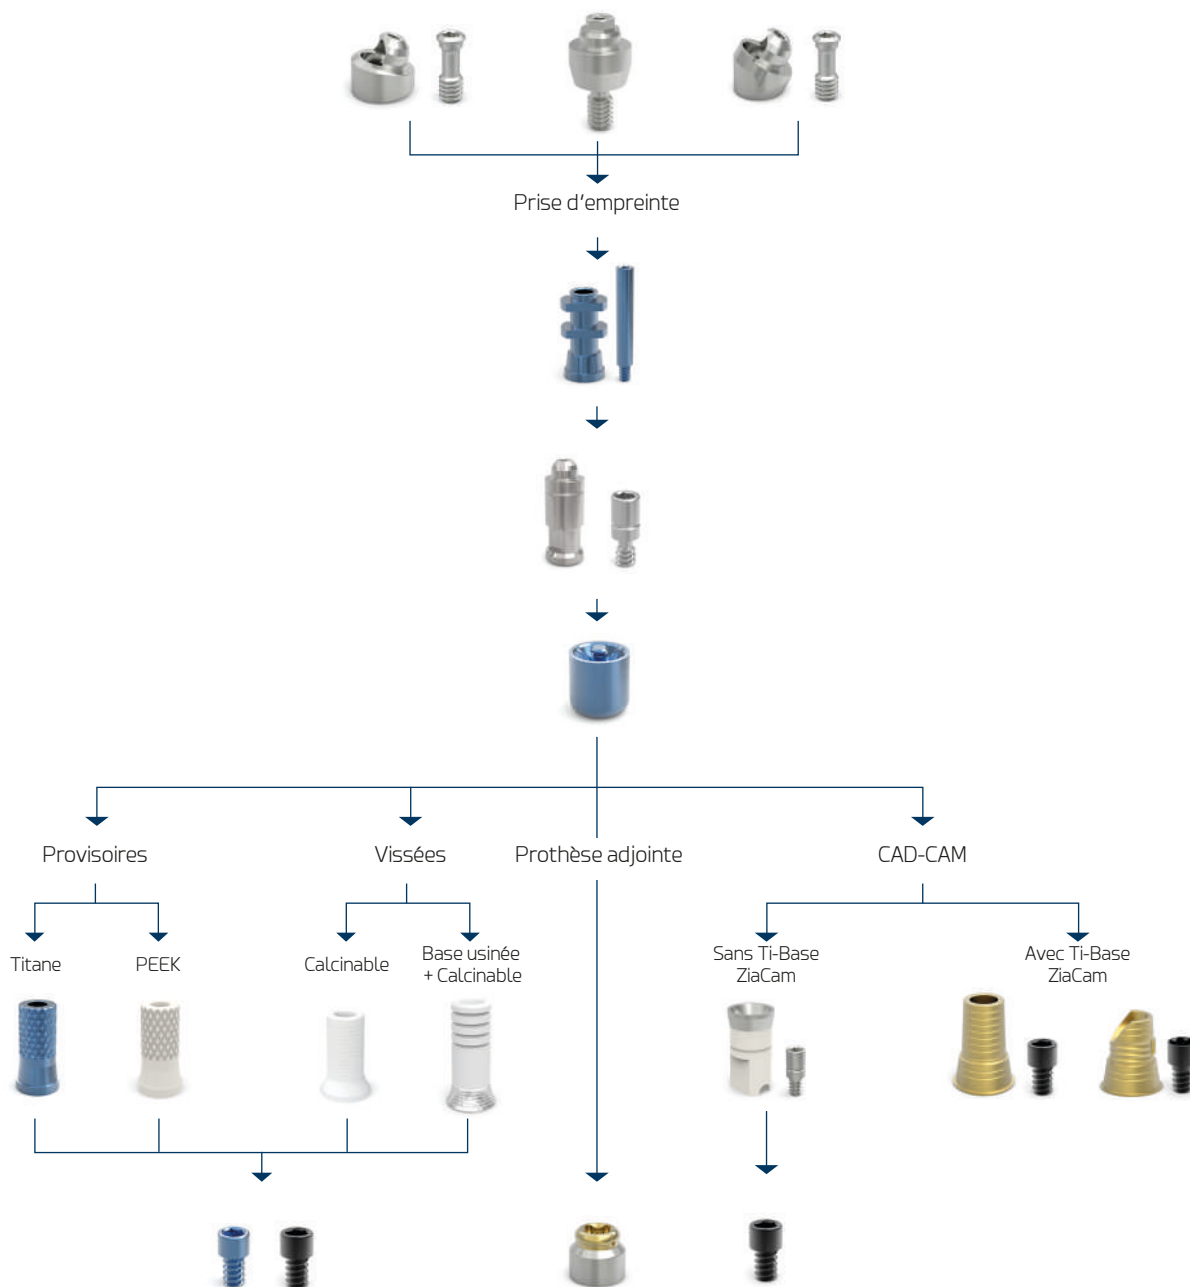 Prise d'empreinte
Provisoires
Vissées
Prothèse adjointe
CAD-CAM
Titane
PEEK
Calcinable
Base usinée
+ Calcinable
Sans Ti-Base
ZiaCam
Avec Ti-Base
ZiaCam